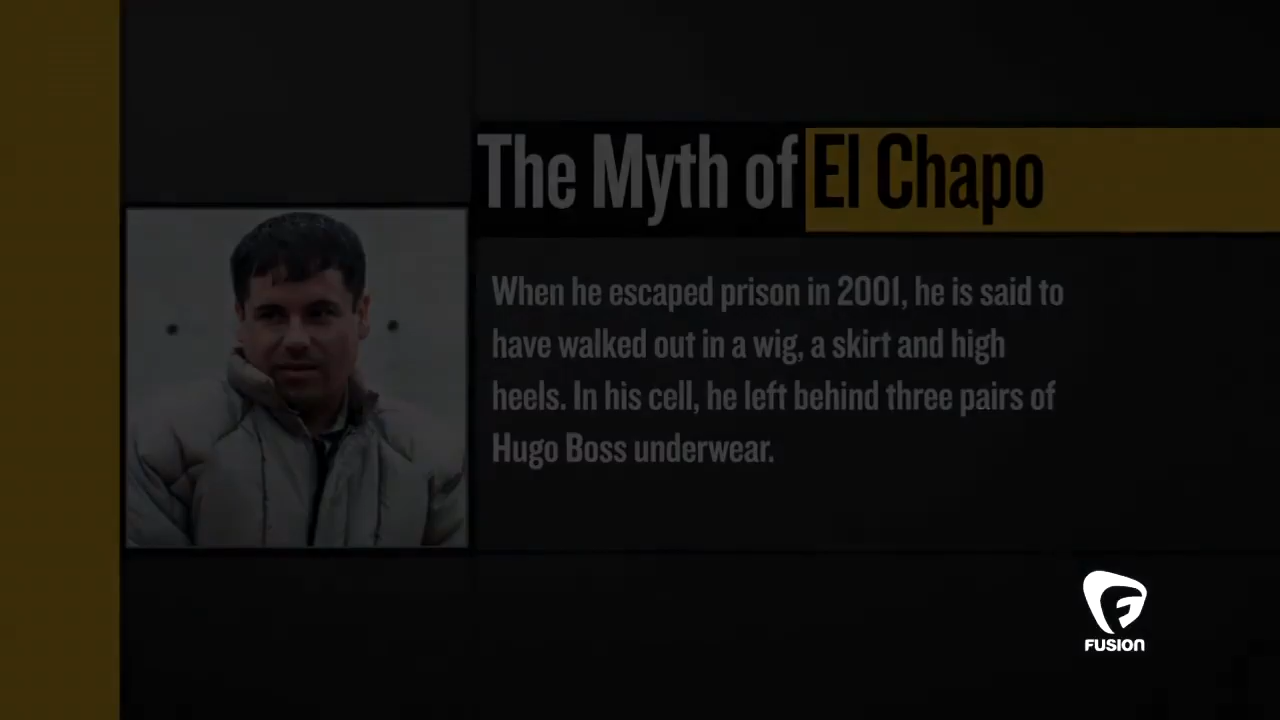 The Myth of El Chapo
When he escaped prison in 2001, he is said to
have walked out in a wig, a skirt and high
heels. In his cell, he left behind three pairs of
Hugo Boss underwear.
FUSION